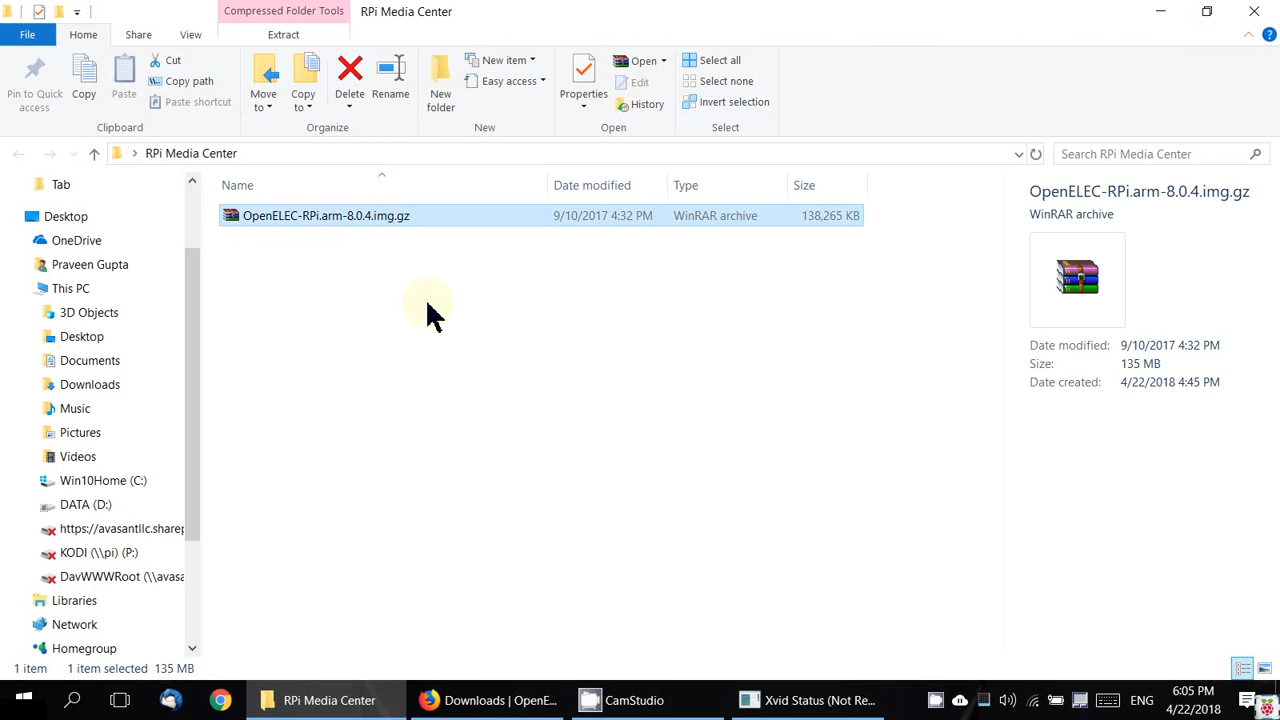 Compressed Folder Tools
RPi Media Center
File
Home
Share
View
Extract
Pin to Quick access
Copy
Paste
Cut
Copy path
Paste shortcut
Clipboard
Move to
Copy to
Delete
Rename
Organize
New folder
New item
Easy access
New
Properties
Open
Edit
History
Open
Select all
Select none
Invert selection
Select
RPi Media Center
Search RPi Media Center
Name
Date modified
Type
Size
OpenELEC-RPi.arm-8.0.4.img.gz
9/10/2017 4:32 PM
WinRAR archive
138,265 KB
Tab
Desktop
OneDrive
Praveen Gupta
This PC
3D Objects
Desktop
Documents
Downloads
Music
Pictures
Videos
Win10Home (C:)
DATA (D:)
https://avasantllc.sharep
KODI (\\pi) (P:)
DavWWWRoot (\\avasa
Libraries
Network
Homegroup
OpenELEC-RPi.arm-8.0.4.img.gz
WinRAR archive
Date modified: 9/10/2017 4:32 PM
Size: 135 MB
Date created: 4/22/2018 4:45 PM
1 item
1 item selected 135 MB
RPi Media Center
Downloads | OpenE...
CamStudio
Xvid Status (Not Re...
ENG
6:05 PM
4/22/2018